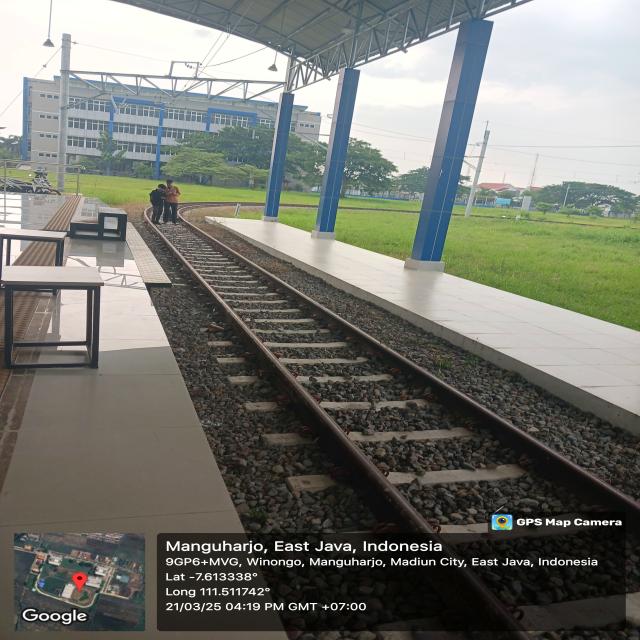 GPS Map Camera
Manguharjo, East Java, Indonesia
9GP6+MVG, Winongo, Manguharjo, Madiun City, East Java, Indonesia
Lat -7.613338°
Long 111.511742°
21/03/25 04:19 PM GMT +07:00
Google